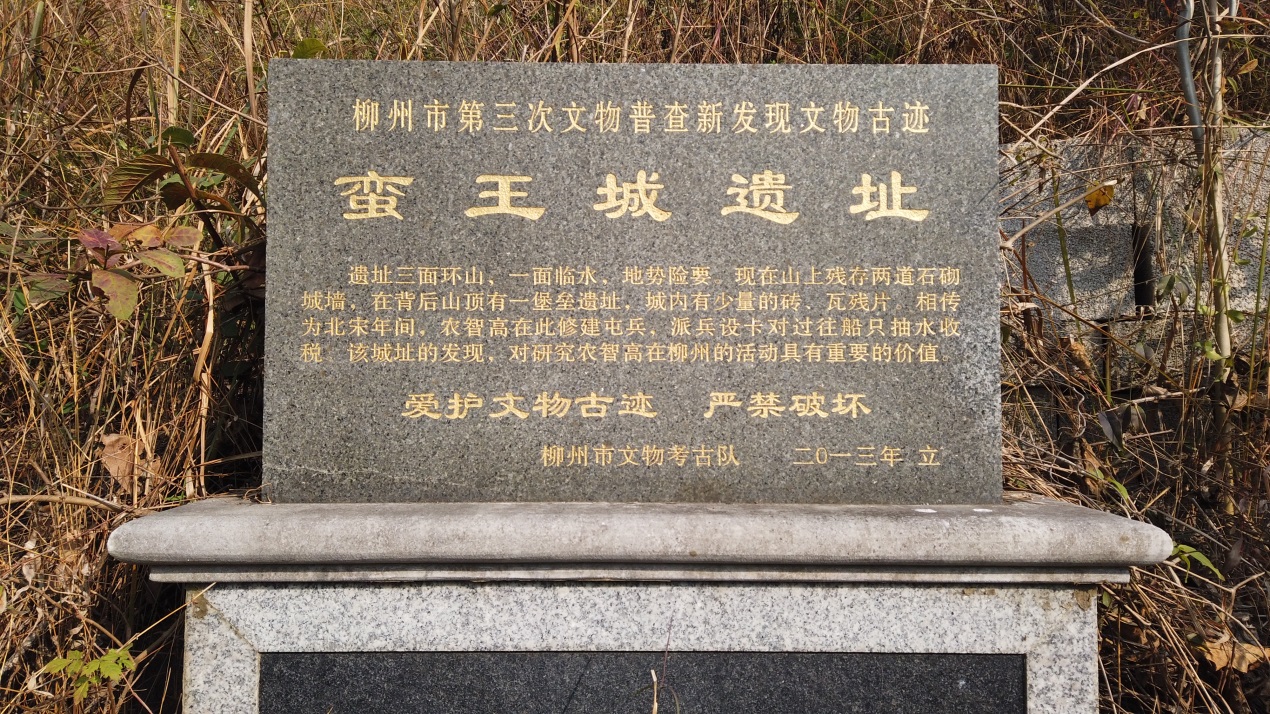 柳州市第三次文物普查新发现文物古迹
蛮王城遗址
遗址三面环山、一面临水，地势险要。现在山上残存两道石砌
城墙，在背后山顶有一堡垒遗址，城内有少量的砖，瓦残片。相传
为北宋年间，农智高在此修建屯兵，派兵设卡对过往船只抽水收
税。该城址的发现，对研究农智高在柳州的活动具有重要的价值。
爱护文物古迹 严禁破坏
柳州市文物考古队 二0一三年 立